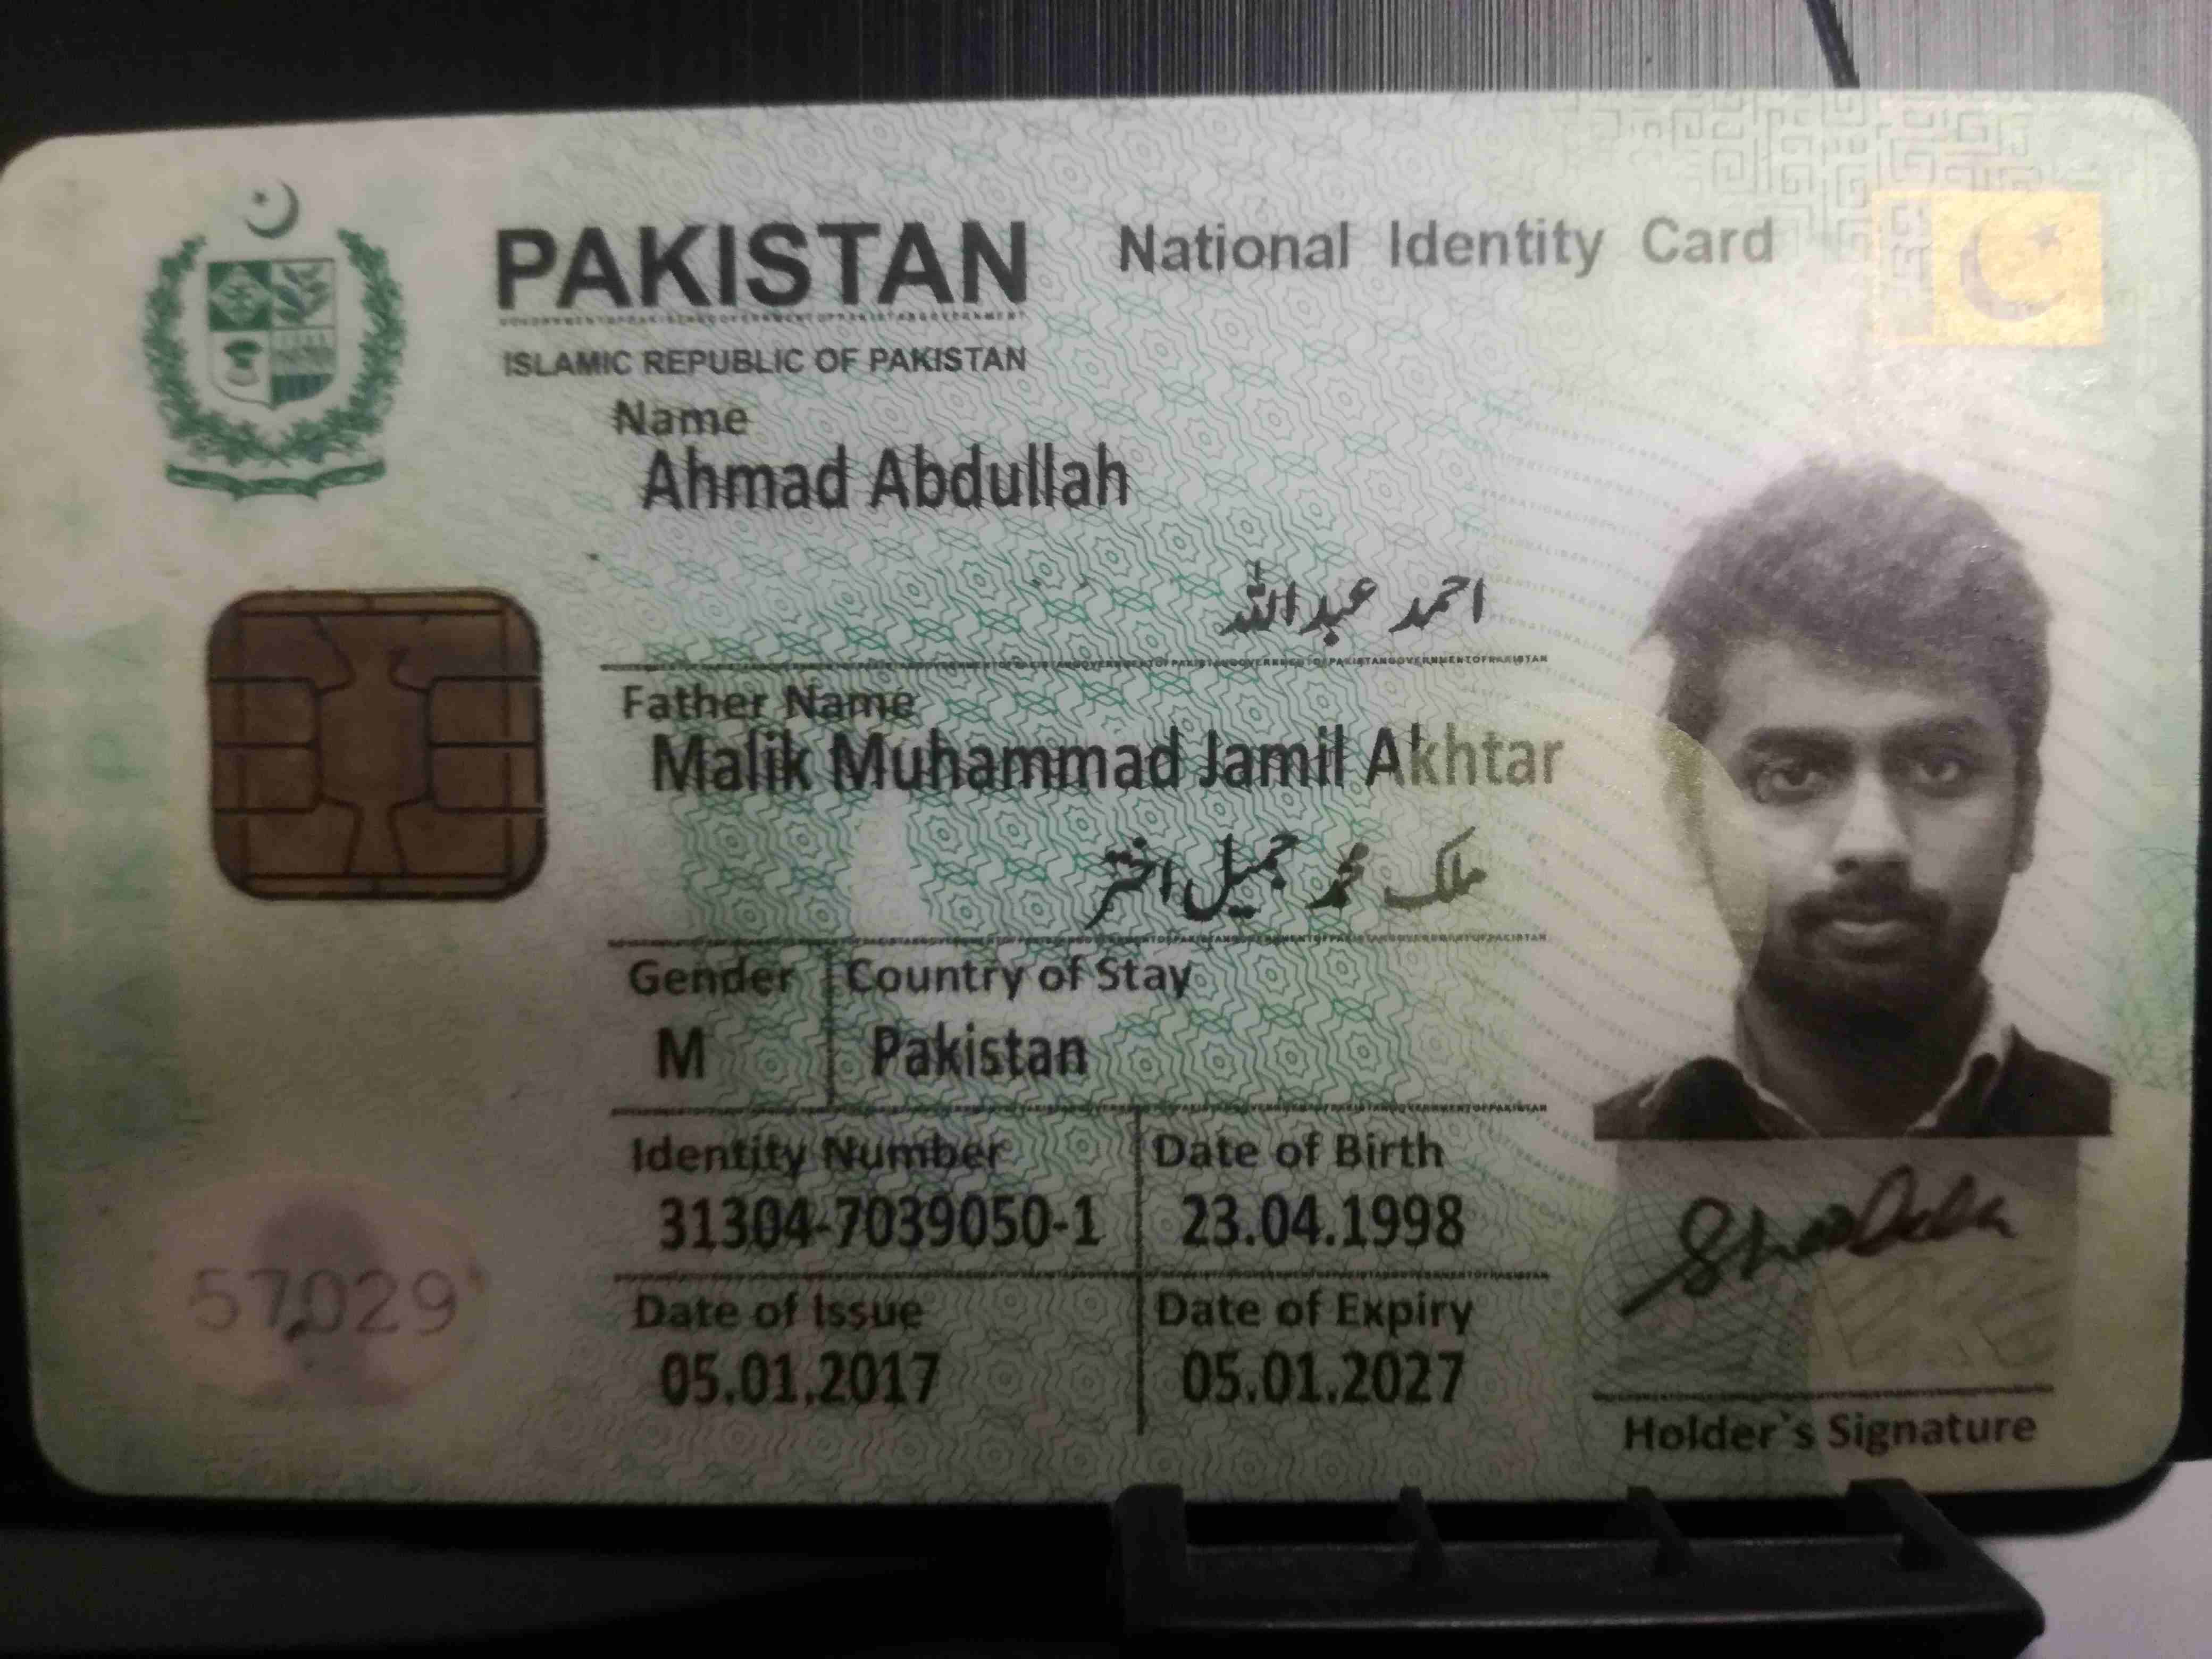 PAKISTAN National Identity Card
ISLAMIC REPUBLIC OF PAKISTAN
Name
Ahmad Abdullah
احمد عبداللہ
Father Name
Malik Muhammad Jamil Akhtar
ملک محمد جمیل اختر
Gender Country of Stay
M Pakistan
Identity Number Date of Birth
31304-7039050-1 23.04.1998
Date of Issue Date of Expiry
05.01.2017 05.01.2027
57029
Holder's Signature